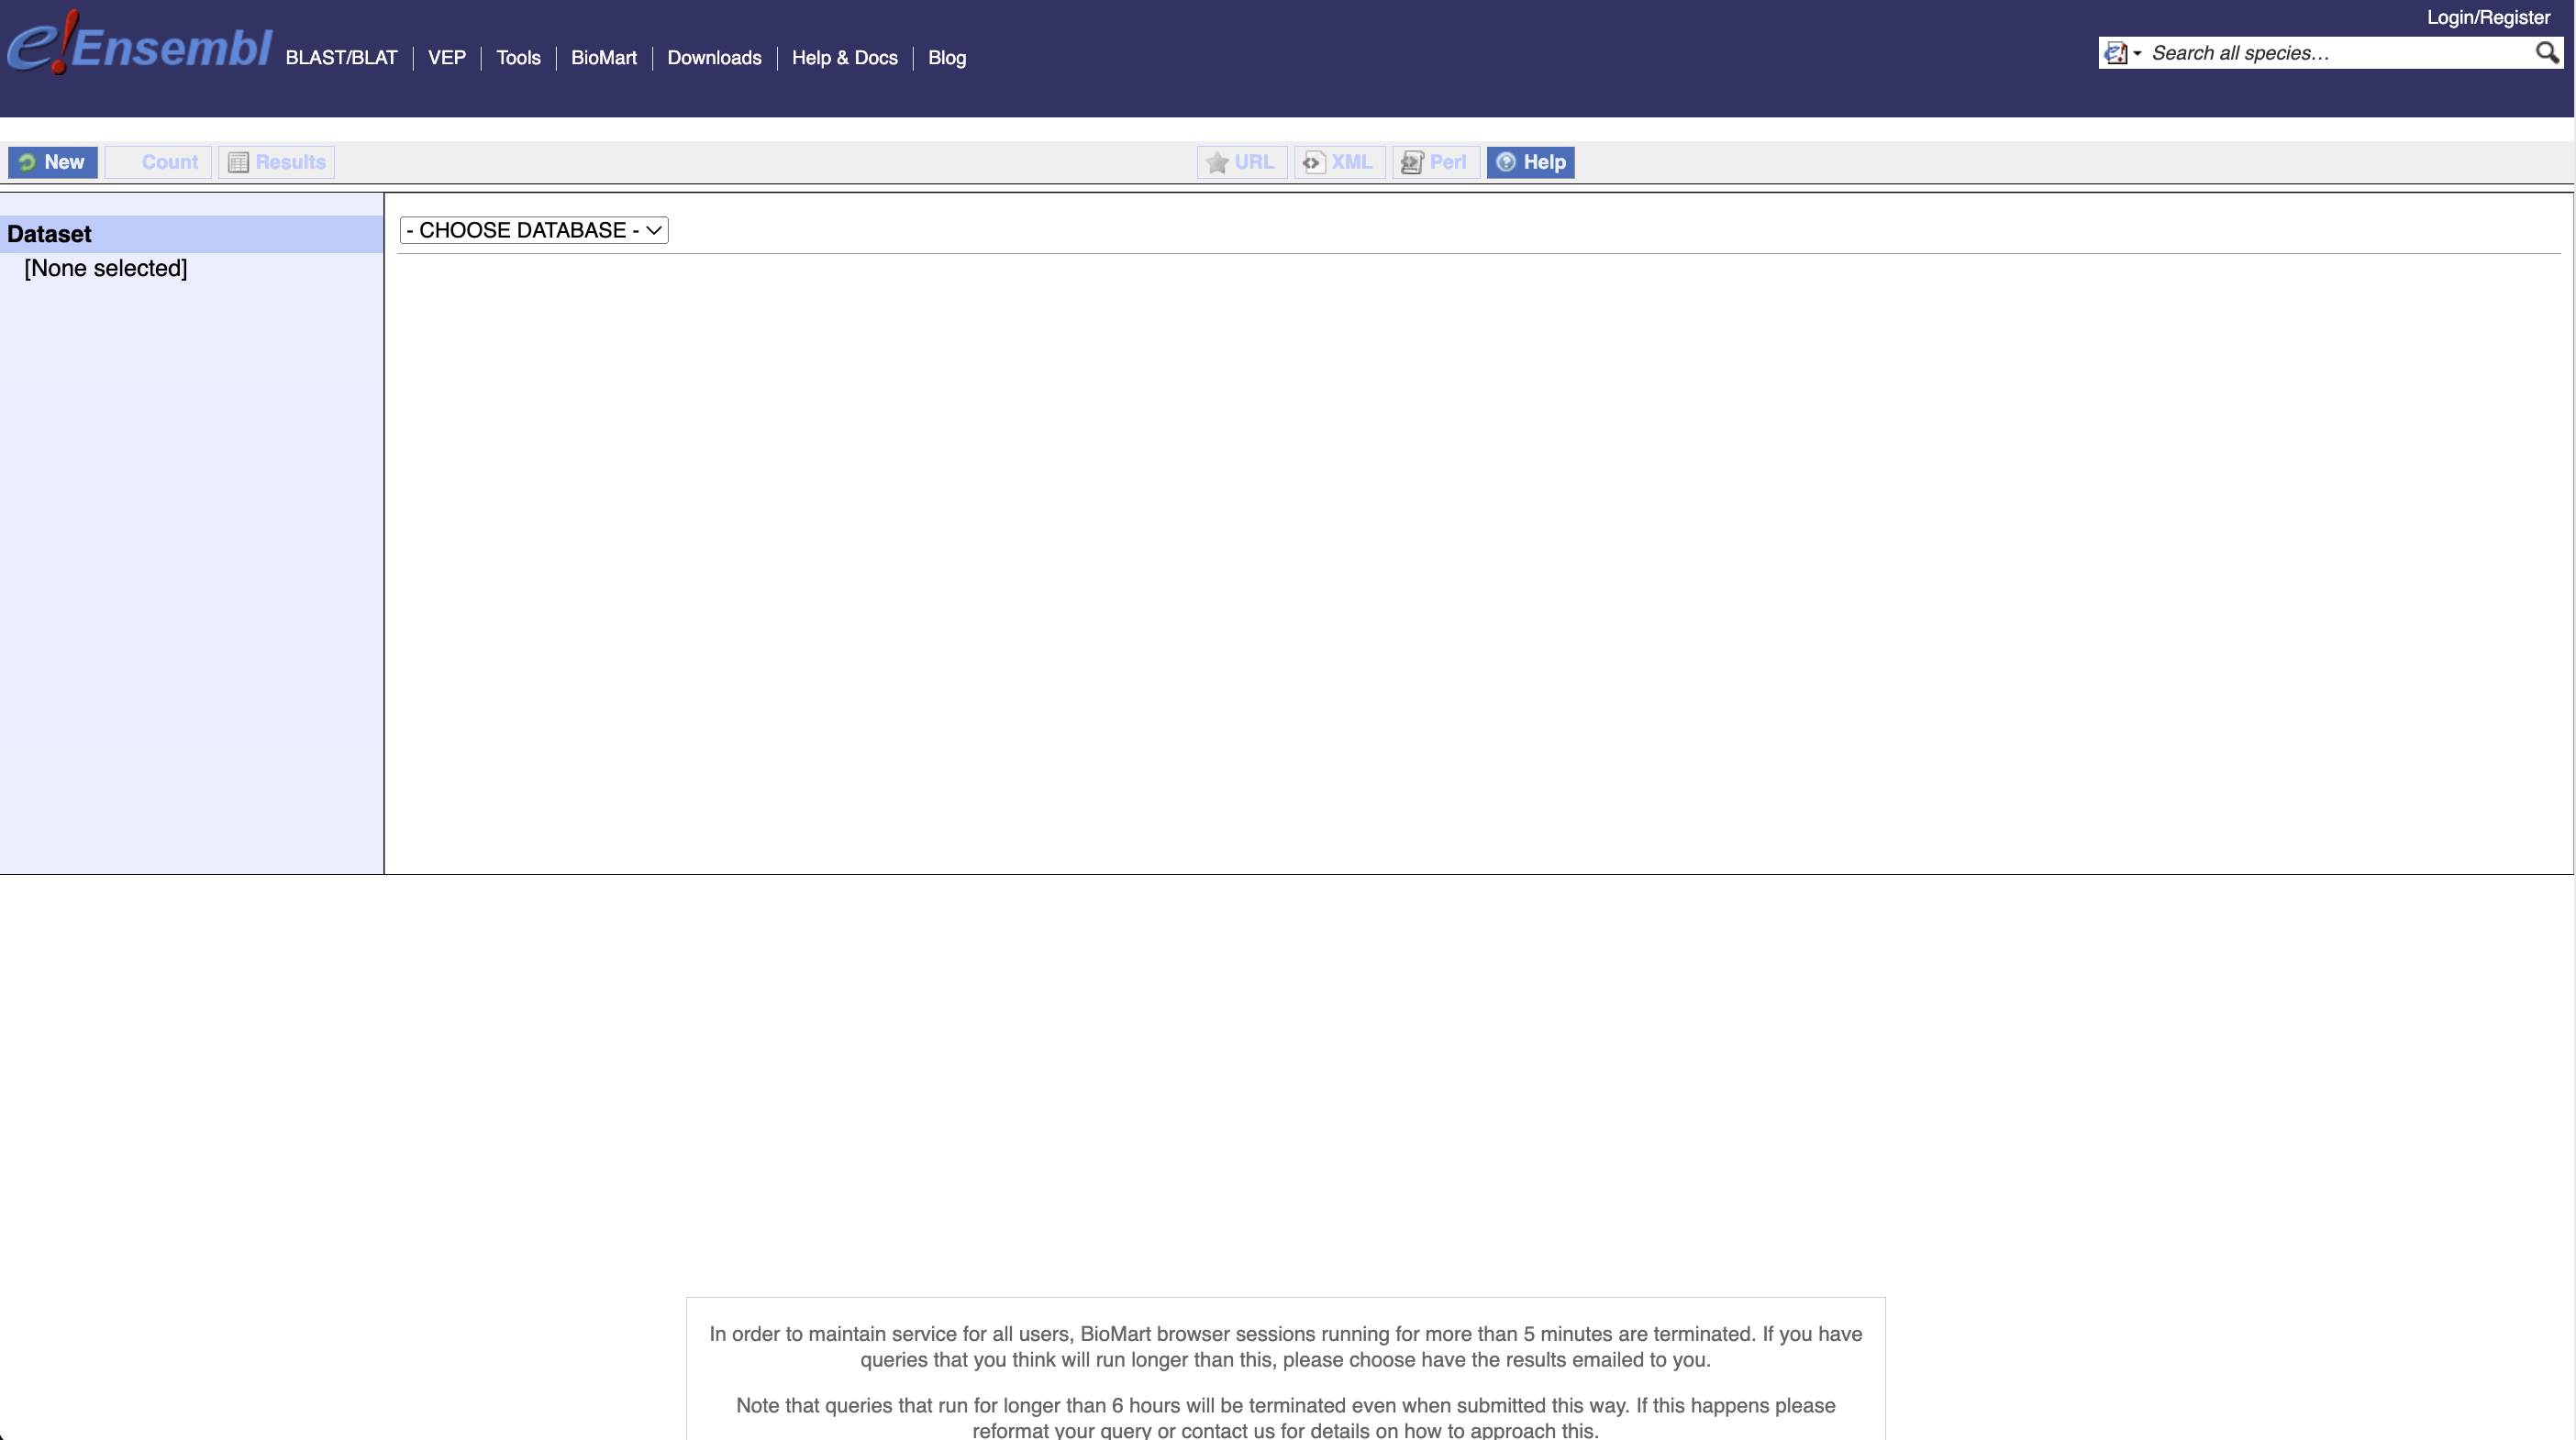 e!Ensembl
BLAST/BLAT VEP Tools BioMart Downloads Help & Docs Blog
Login/Register
Search all species...
New Count Results
URL XML Perl Help
Dataset
[None selected]
- CHOOSE DATABASE -
In order to maintain service for all users, BioMart browser sessions running for more than 5 minutes are terminated. If you have
queries that you think will run longer than this, please choose have the results emailed to you.
Note that queries that run for longer than 6 hours will be terminated even when submitted this way. If this happens please
reformat your query or contact us for details on how to approach this.